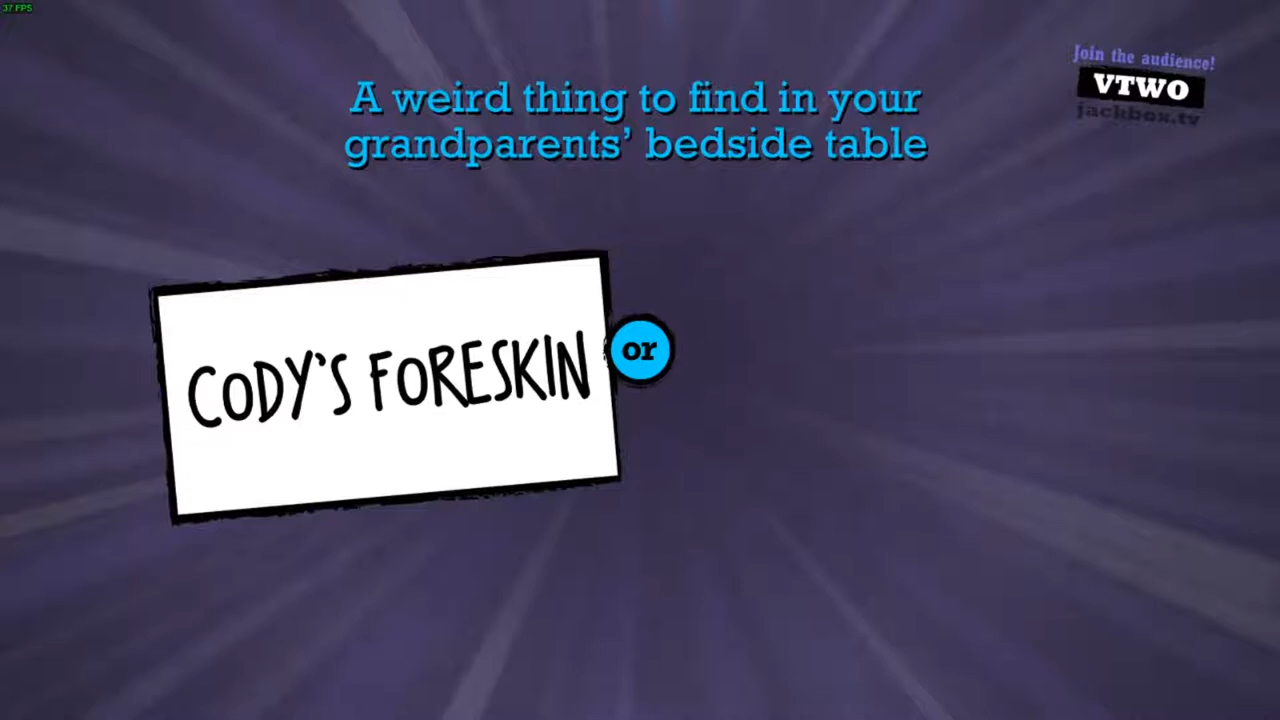 37 FPS
Join the audience!
VTWO
jackbox.tv
A weird thing to find in your
grandparents’ bedside table
CODY'S FORESKIN
or